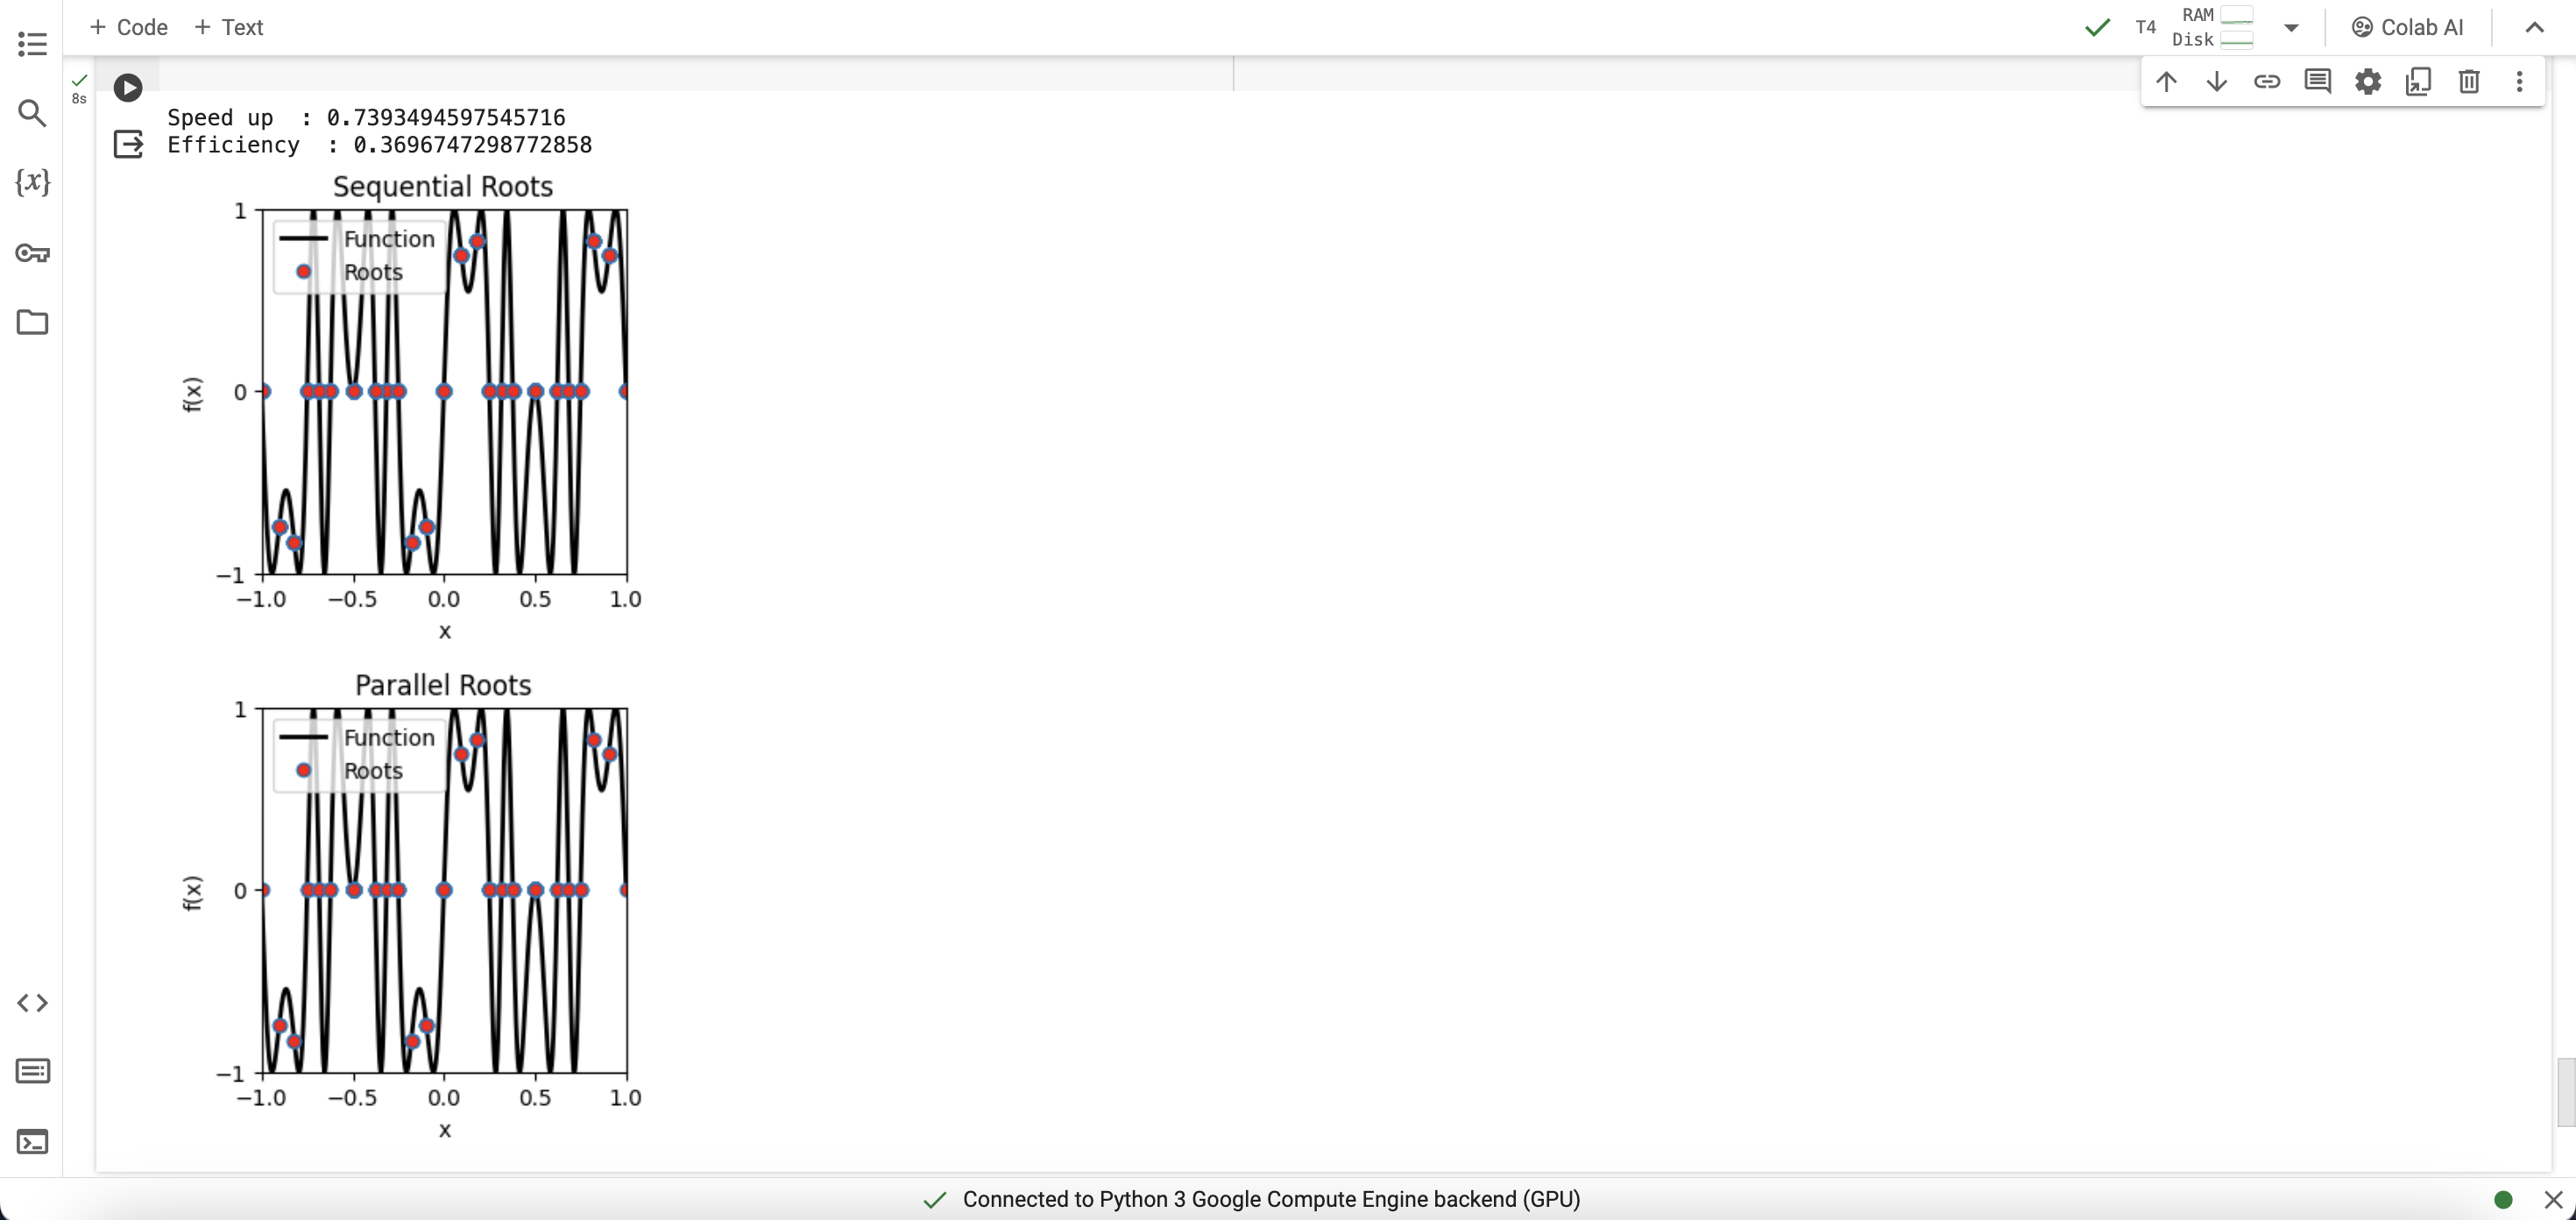 + Code + Text
T4 RAM Disk Colab AI
{x}
8s
Speed up : 0.7393494597545716
Efficiency : 0.3696747298772858
Sequential Roots
1
Function
Roots
f(x)
0
−1
−1.0 −0.5 0.0 0.5 1.0
x
Parallel Roots
1
Function
Roots
f(x)
0
−1
−1.0 −0.5 0.0 0.5 1.0
x
Connected to Python 3 Google Compute Engine backend (GPU)